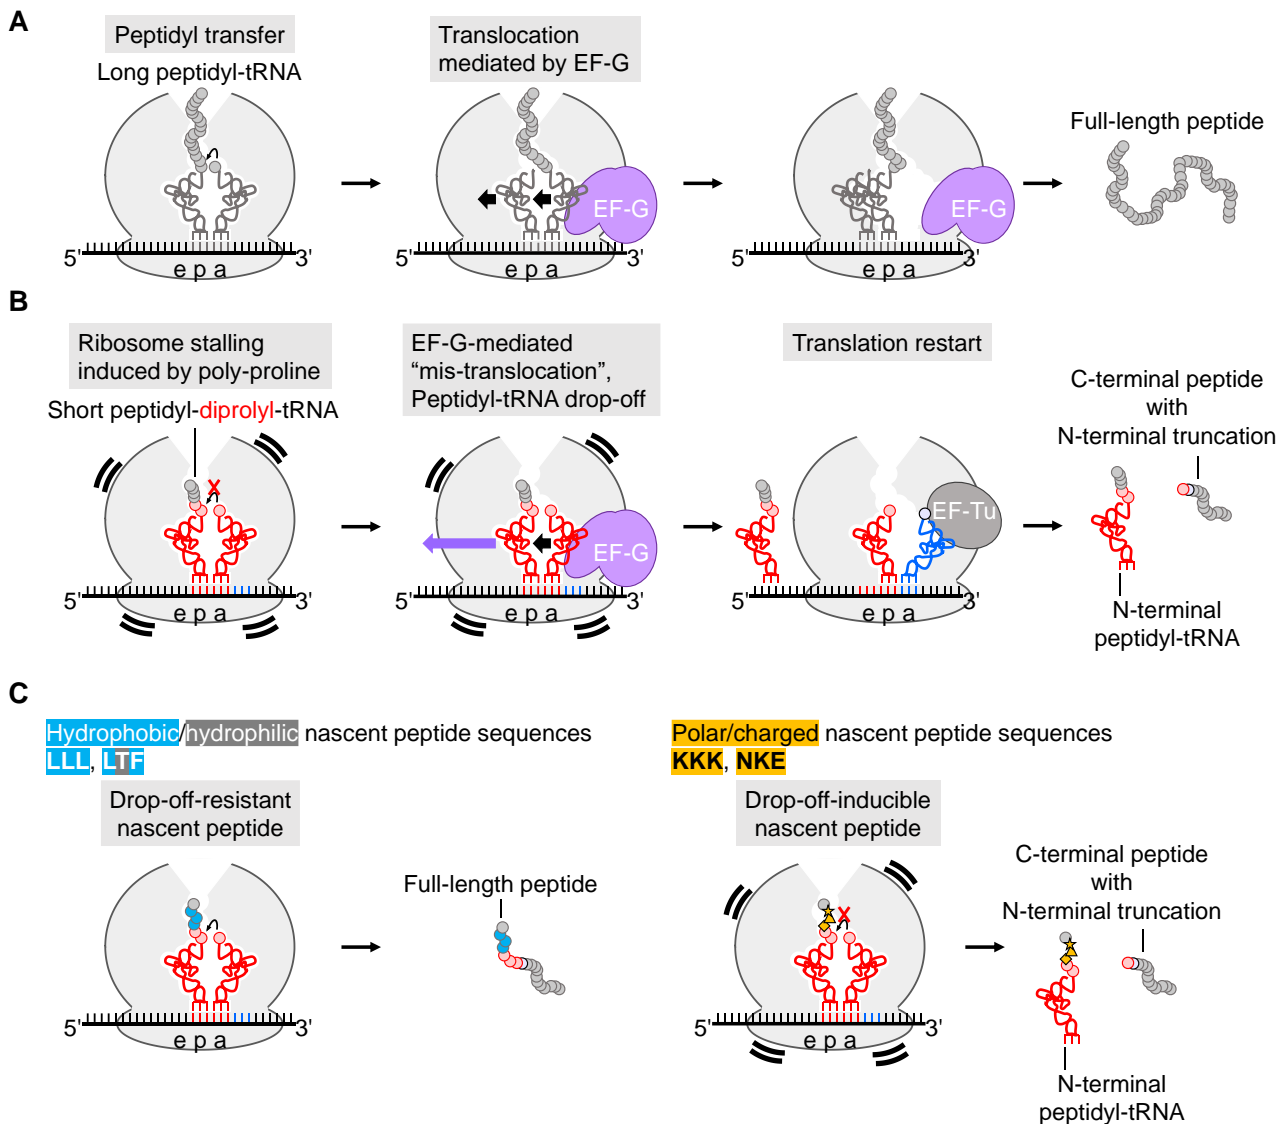 A
Peptidyl transfer
Long peptidyl-tRNA
Translocation
mediated by EF-G
Full-length peptide
EF-G
EF-G
5' e p a 3'
5' e p a 3'
5' e p a 3'
B
Ribosome stalling
induced by poly-proline
Short peptidyl-diprolyl-tRNA
EF-G-mediated
“mis-translocation”,
Peptidyl-tRNA drop-off
Translation restart
C-terminal peptide
with
N-terminal truncation
EF-G
EF-Tu
5' e p a 3'
5' e p a 3'
5' e p a 3'
N-terminal
peptidyl-tRNA
C
Hydrophobic/hydrophilic nascent peptide sequences
LLL, LTF
Drop-off-resistant
nascent peptide
Full-length peptide
5' e p a 3'
Polar/charged nascent peptide sequences
KKK, NKE
Drop-off-inducible
nascent peptide
C-terminal peptide
with
N-terminal truncation
5' e p a 3'
N-terminal
peptidyl-tRNA